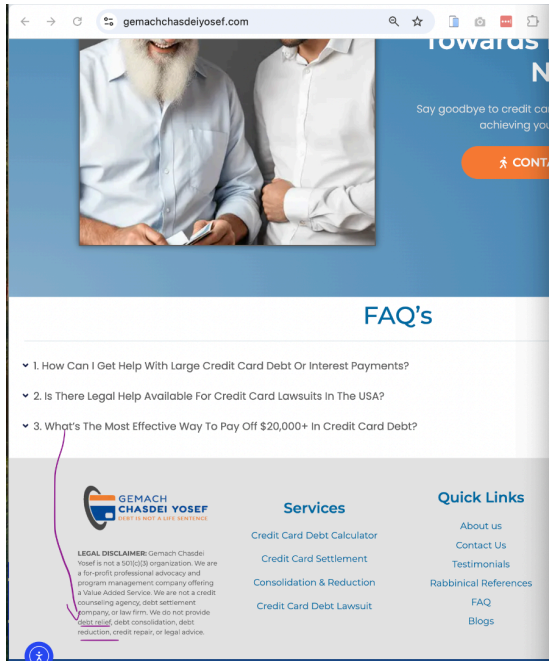 gemachchasdeiyosef.com
Towards
N
Say goodbye to credit car
achieving you
CONTA
FAQ's
1. How Can I Get Help With Large Credit Card Debt Or Interest Payments?
2. Is There Legal Help Available For Credit Card Lawsuits In The USA?
3. What's The Most Effective Way To Pay Off $20,000+ In Credit Card Debt?
GEMACH
CHASDEI YOSEF
DEBT IS NOT A LIFE SENTENCE
LEGAL DISCLAIMER: Gemach Chasdei
Yosef is not a 501(c)(3) organization. We are
a for-profit professional advocacy and
program management company offering
a Value Added Service. We are not a credit
counseling agency, debt settlement
company, or law firm. We do not provide
debt relief, debt consolidation, debt
reduction, credit repair, or legal advice.
Services
Credit Card Debt Calculator
Credit Card Settlement
Consolidation & Reduction
Credit Card Debt Lawsuit
Quick Links
About us
Contact Us
Testimonials
Rabbinical References
FAQ
Blogs